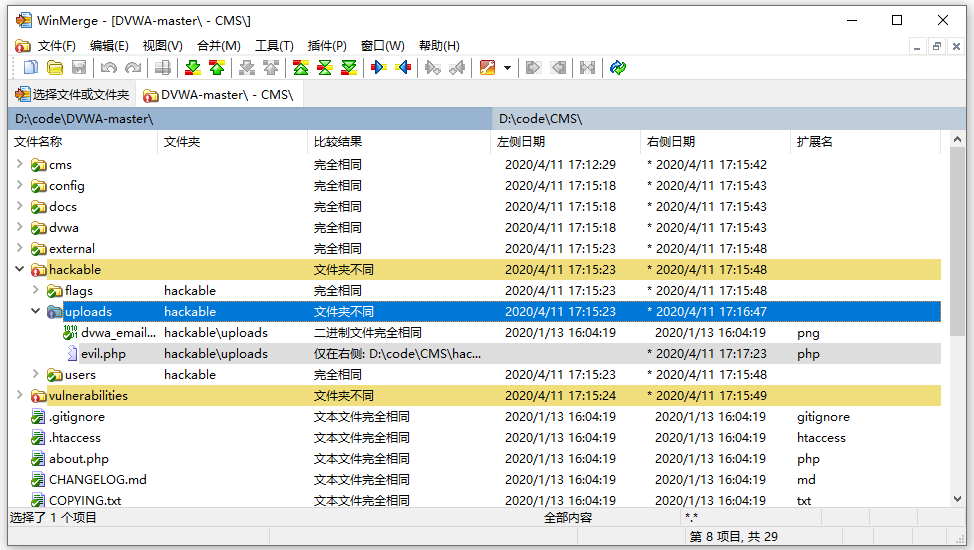 WinMerge - [DVWA-master\ - CMS\]
文件(F) 编辑(E) 视图(V) 合并(M) 工具(T) 插件(P) 窗口(W) 帮助(H)
选择文件或文件夹 DVWA-master\ - CMS\
D:\code\DVWA-master\ D:\code\CMS\
文件名称 文件夹 比较结果 左侧日期 右侧日期 扩展名
cms 完全相同 2020/4/11 17:12:29 * 2020/4/11 17:15:42
config 完全相同 2020/4/11 17:15:18 * 2020/4/11 17:15:43
docs 完全相同 2020/4/11 17:15:18 * 2020/4/11 17:15:43
dvwa 完全相同 2020/4/11 17:15:18 * 2020/4/11 17:15:43
external 完全相同 2020/4/11 17:15:23 * 2020/4/11 17:15:48
hackable 文件夹不同 2020/4/11 17:15:23 * 2020/4/11 17:15:48
flags hackable 完全相同 2020/4/11 17:15:23 * 2020/4/11 17:15:48
uploads hackable 文件夹不同 2020/4/11 17:15:23 * 2020/4/11 17:16:47
dvwa_email... hackable\uploads 二进制文件完全相同 2020/1/13 16:04:19 2020/1/13 16:04:19 png
evil.php hackable\uploads 仅在右侧: D:\code\CMS\hac... * 2020/4/11 17:17:23 php
users hackable 完全相同 2020/4/11 17:15:23 * 2020/4/11 17:15:48
vulnerabilities 文件夹不同 2020/4/11 17:15:24 * 2020/4/11 17:15:49
.gitignore 文本文件完全相同 2020/1/13 16:04:19 2020/1/13 16:04:19 gitignore
.htaccess 文本文件完全相同 2020/1/13 16:04:19 2020/1/13 16:04:19 htaccess
about.php 文本文件完全相同 2020/1/13 16:04:19 2020/1/13 16:04:19 php
CHANGELOG.md 文本文件完全相同 2020/1/13 16:04:19 2020/1/13 16:04:19 md
COPYING.txt 文本文件完全相同 2020/1/13 16:04:19 2020/1/13 16:04:19 txt
选择了 1 个项目 全部内容 *.*
第 8 项目, 共 29